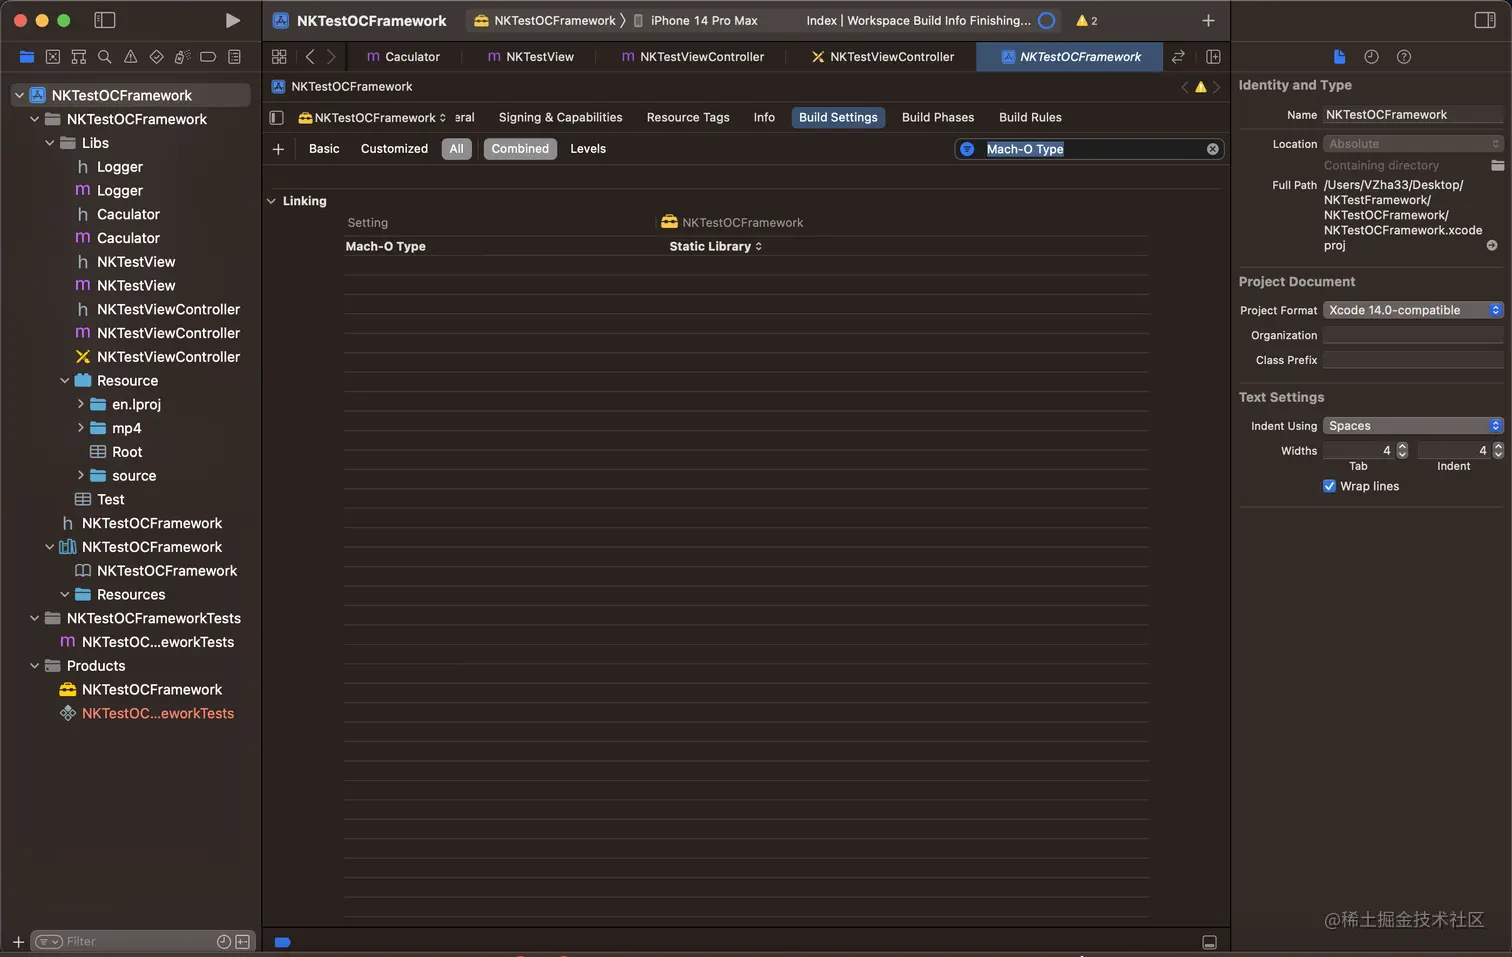 NKTestOCFramework
NKTestOCFramework 〉 iPhone 14 Pro Max
Index | Workspace Build Info Finishing...
2
m Caculator
m NKTestView
m NKTestViewController
NKTestViewController
NKTestOCFramework
NKTestOCFramework
NKTestOCFramework
eral
Signing & Capabilities
Resource Tags
Info
Build Settings
Build Phases
Build Rules
Basic
Customized
All
Combined
Levels
Mach-O Type
Linking
Setting
NKTestOCFramework
Mach-O Type
Static Library
NKTestOCFramework
NKTestOCFramework
Libs
h Logger
m Logger
h Caculator
m Caculator
h NKTestView
m NKTestView
h NKTestViewController
m NKTestViewController
NKTestViewController
Resource
en.lproj
mp4
Root
source
Test
h NKTestOCFramework
NKTestOCFramework
NKTestOCFramework
Resources
NKTestOCFrameworkTests
m NKTestOC...eworkTests
Products
NKTestOCFramework
NKTestOC...eworkTests
Filter
Identity and Type
Name NKTestOCFramework
Location Absolute
Containing directory
Full Path /Users/VZha33/Desktop/
NKTestFramework/
NKTestOCFramework/
NKTestOCFramework.xcode
proj
Project Document
Project Format Xcode 14.0-compatible
Organization
Class Prefix
Text Settings
Indent Using Spaces
Widths 4 4
Tab Indent
Wrap lines
@稀土掘金技术社区